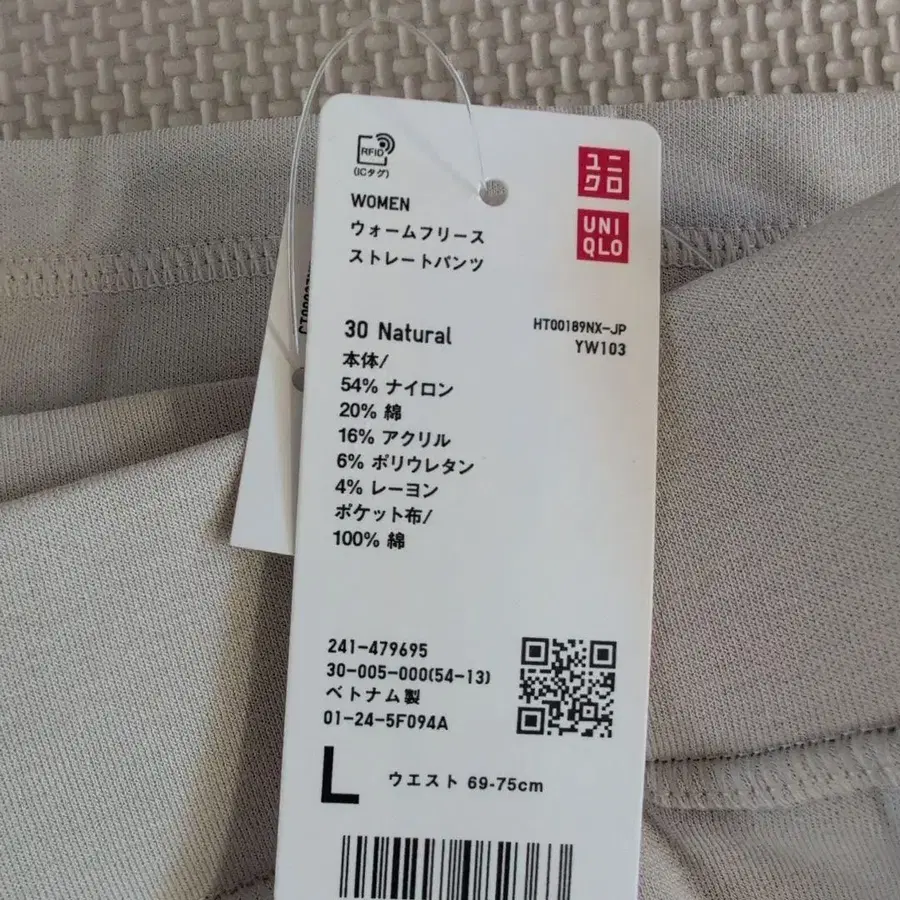 RFID
(ICタグ)
ユニ
クロ
UNI
QLO
WOMEN
ウォームフリース
ストレートパンツ
HT00189NX-JP
YW103
30 Natural
本体/
54% ナイロン
20% 綿
16% アクリル
6% ポリウレタン
4% レーヨン
ポケット布/
100% 綿
241-479695
30-005-000(54-13)
ベトナム製
01-24-5F094A
L ウエスト 69-75cm